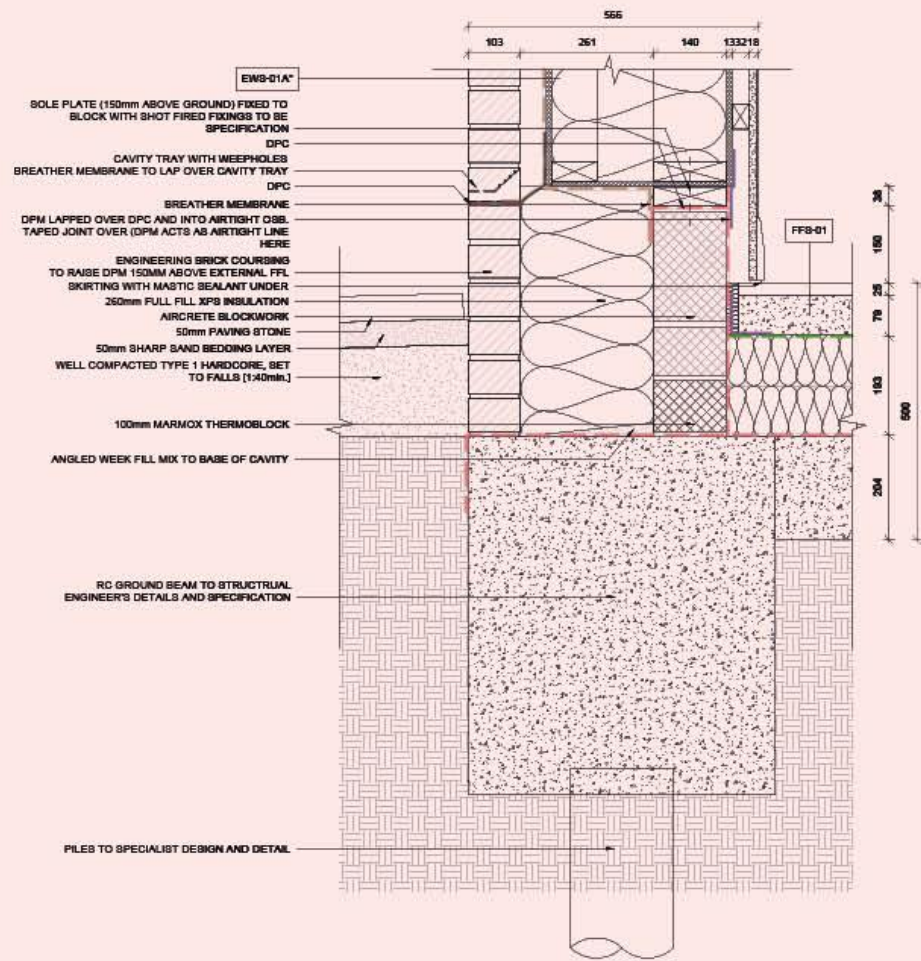 566
103 261 140 13 32 18
EWS-01A*
SOLE PLATE (150mm ABOVE GROUND) FIXED TO
BLOCK WITH SHOT FIRED FIXINGS TO SE
SPECIFICATION
DPC
CAVITY TRAY WITH WEEPHOLES
BREATHER MEMBRANE TO LAP OVER CAVITY TRAY
DPC
BREATHER MEMBRANE
DPM LAPPED OVER DPC AND INTO AIRTIGHT OSB.
TAPED JOINT OVER (DPM ACTS AS AIRTIGHT LINE
HERE
ENGINEERING BRICK COURSING
TO RAISE DPM 150MM ABOVE EXTERNAL FFL
SKIRTING WITH MASTIC SEALANT UNDER
260mm FULL FILL XPS INSULATION
AIRCRETE BLOCKWORK
50mm PAVING STONE
50mm SHARP SAND BEDDING LAYER
WELL COMPACTED TYPE 1 HARDCORE, SET
TO FALLS [1:40min.]
100mm MARMOX THERMOBLOCK
ANGLED WEEK FILL MIX TO BASE OF CAVITY
RC GROUND BEAM TO STRUCTRUAL
ENGINEER'S DETAILS AND SPECIFICATION
PILES TO SPECIALIST DESIGN AND DETAIL
FFS-01
38
150
25
79
193
204
500